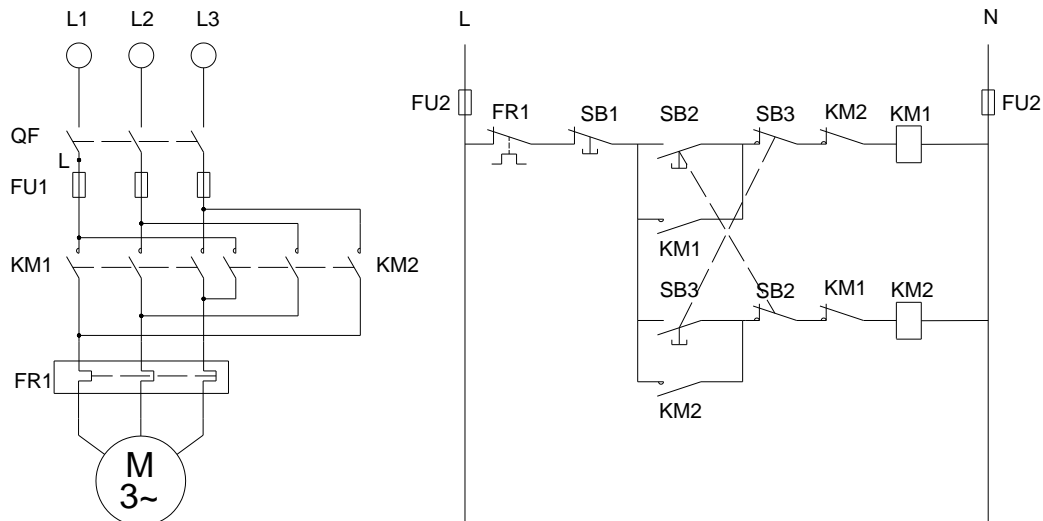 L1 L2 L3 L N
FU2 FR1 SB1 SB2 SB3 KM2 KM1 FU2
QF
L
FU1
KM1
KM1 KM2
SB3 SB2 KM1 KM2
FR1
KM2
M
3~